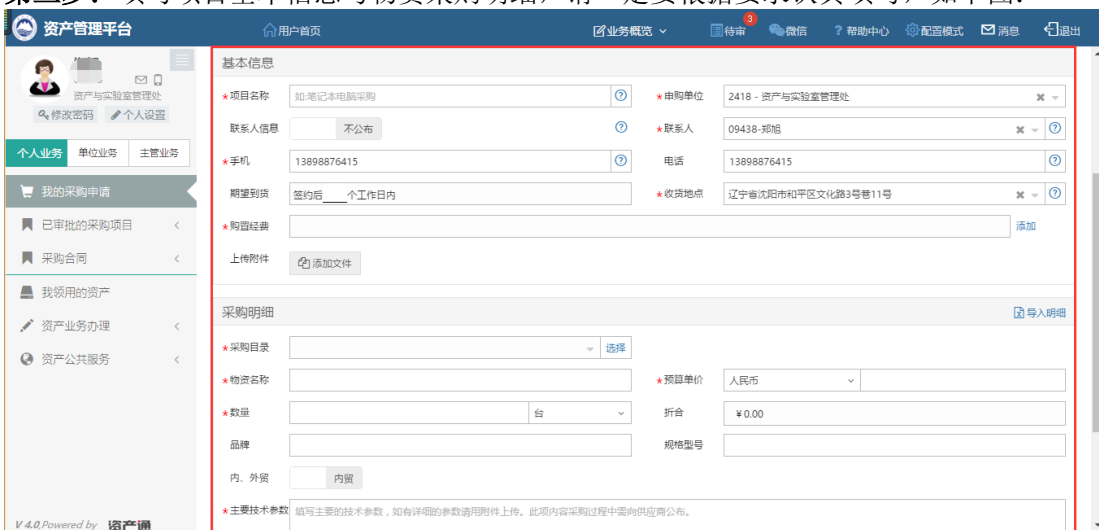 资产管理平台 用户首页 业务概览 待审 3 微信 ? 帮助中心 配置模式 消息 退出
资产与实验室管理处
修改密码 个人设置
个人业务 单位业务 主管业务
我的采购申请
已审批的采购项目 <
采购合同 <
我领用的资产
资产业务办理 <
资产公共服务 <
V 4.0,Powered by 资产通
基本信息
*项目名称 如:笔记本电脑采购 ? *申购单位 2418 - 资产与实验室管理处
联系人信息 不公布 ? *联系人 09438-郑旭 ?
*手机 13898876415 ? 电话 13898876415 ?
期望到货 签约后____个工作日内 *收货地点 辽宁省沈阳市和平区文化路3号巷11号 ?
*购置经费 添加
上传附件 添加文件
采购明细 导入明细
*采购目录 选择
*物资名称 *预算单价 人民币
*数量 台 折合 ¥0.00
品牌 规格型号
内、外贸 内贸
*主要技术参数 填写主要的技术参数，如有详细的参数请用附件上传。此项内容采购过程中需向供应商公布。